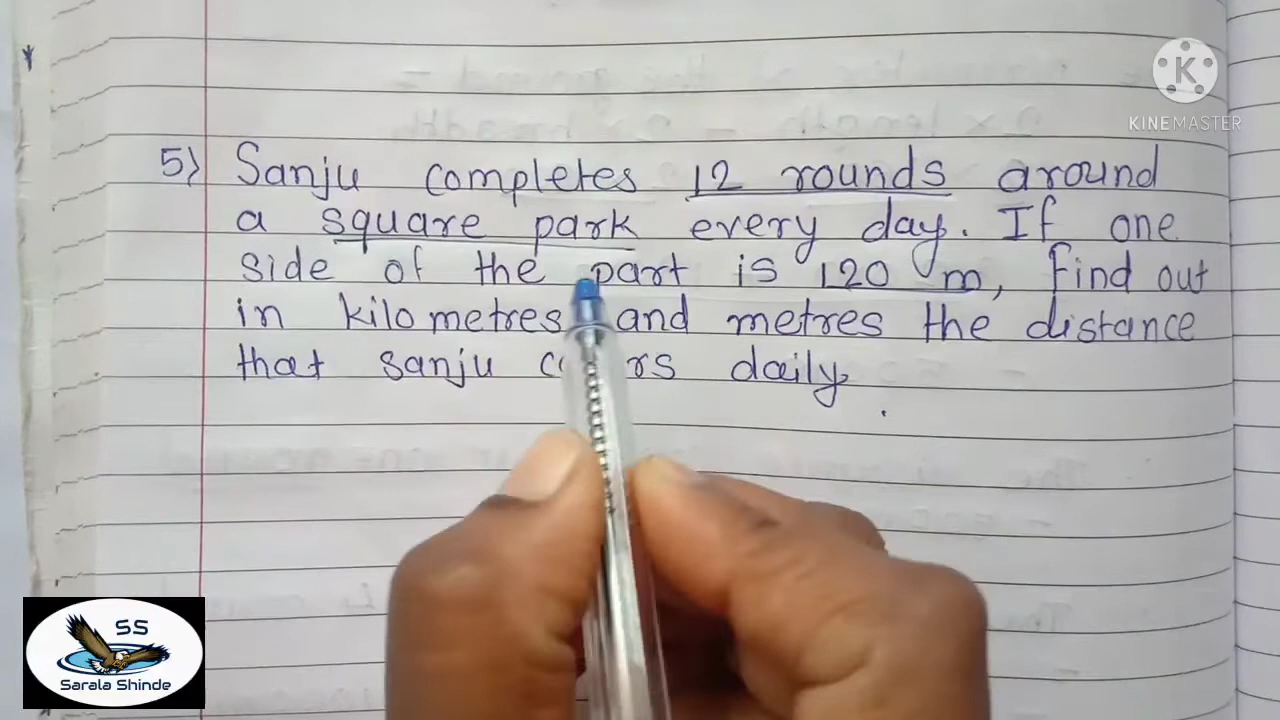 KINEMASTER
5) Sanju completes 12 rounds around
a square park every day. If one
side of the part is 120 m, find out
in kilometres and metres the distance
that sanju daily.
SS
Sarala Shinde